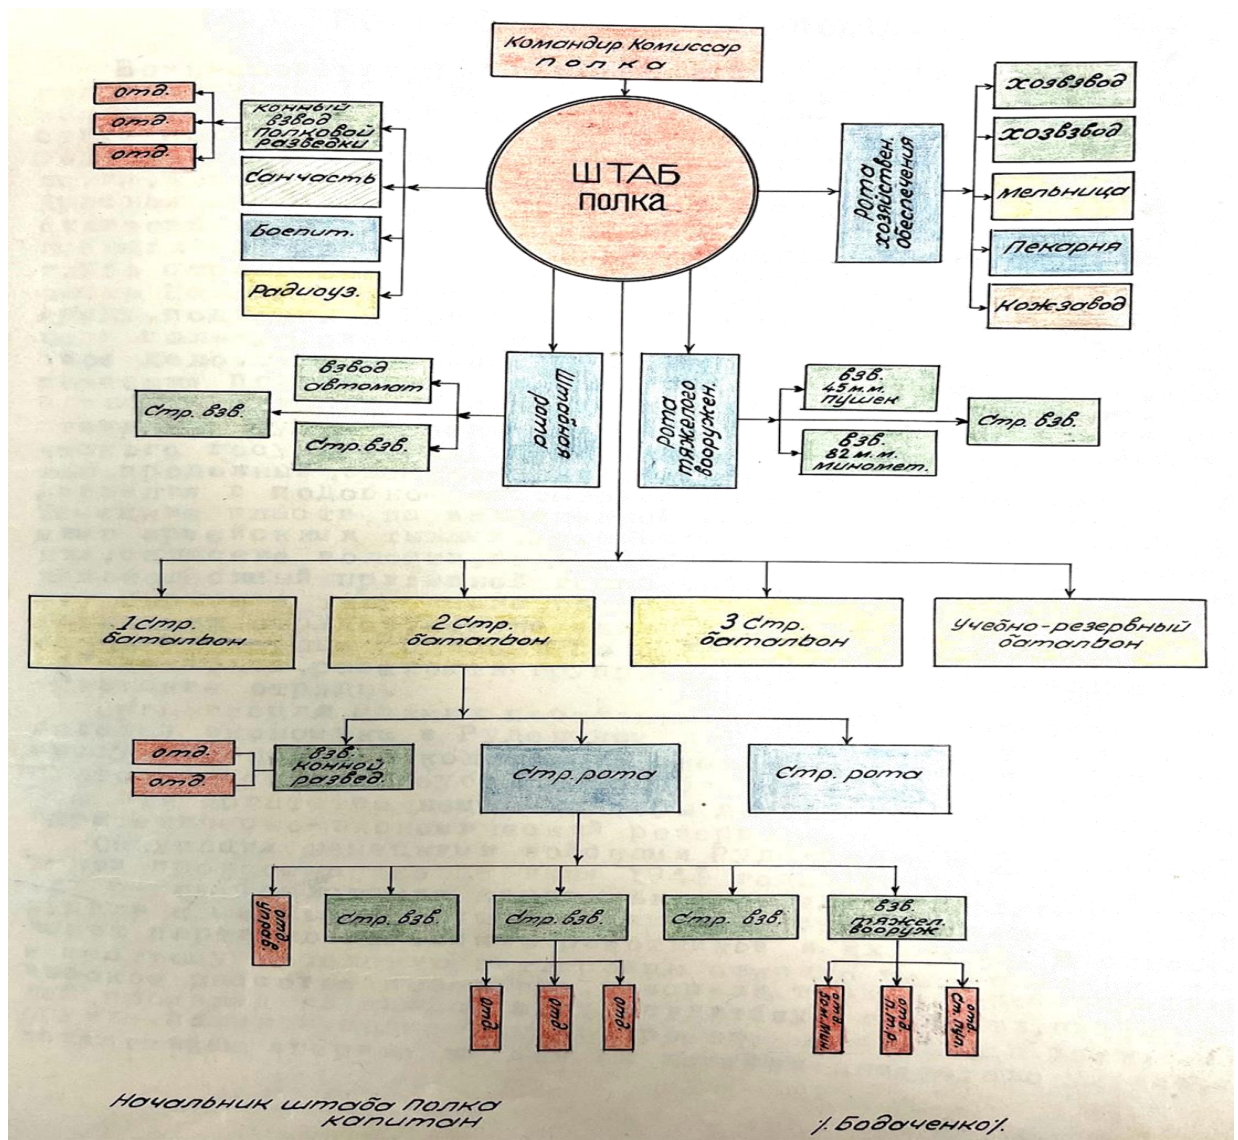 Командир Комиссар
полка
ШТАБ
полка
конный
взвод
полковой
разведки
отд.
отд.
отд.
Санчасть
Боепит.
Радиоуз.
Рота
хозяйствен.
обеспечения
хозвзвод
хозвзвод
мельница
Пекарня
Кожзавод
Штабная
рота
взвод
автомат
Стр. взв.
Стр. взв.
Рота
тяжелого
вооружен.
взв.
45 м.м.
пушек
взв.
82 м.м.
миномет.
Стр. взв.
1 Стр.
батальон
2 Стр.
батальон
3 Стр.
батальон
Учебно-резервный
батальон
отд.
отд.
взв.
конной
развед.
Стр. рота
Стр. рота
отд
управ.
Стр. взв.
Стр. взв.
Стр. взв.
взв.
тяжел.
вооруж
отд.
отд.
отд.
отд.
50м.мин.
отд.
п.т.р.
отд.
ст. пул.
Начальник штаба полка
капитан
/. Бодаченко /.